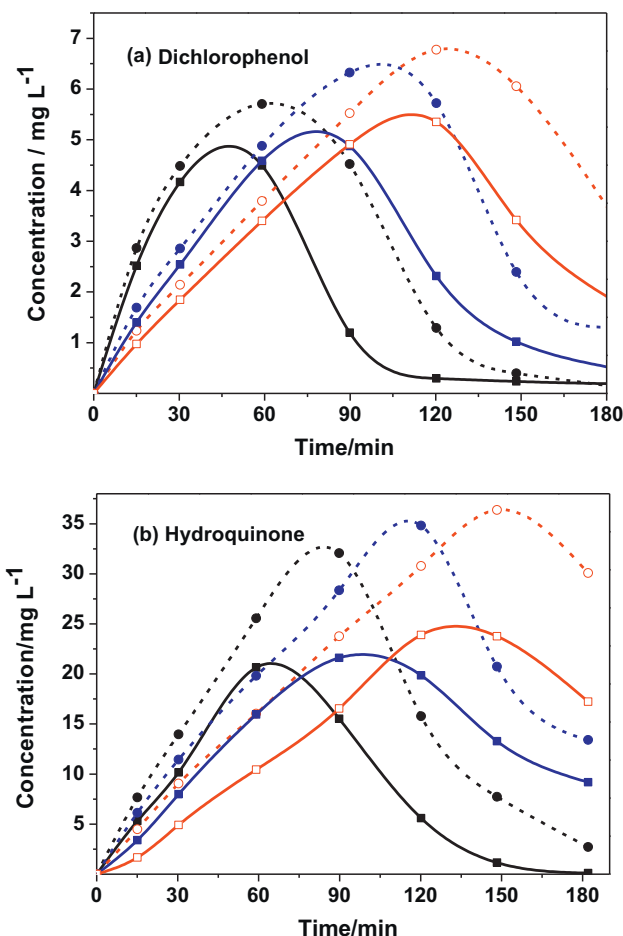 (a) Dichlorophenol
Concentration / mg L-1
7
6
5
4
3
2
1
0 30 60 90 120 150 180
Time/min
(b) Hydroquinone
Concentration/mg L-1
35
30
25
20
15
10
5
0 30 60 90 120 150 180
Time/min